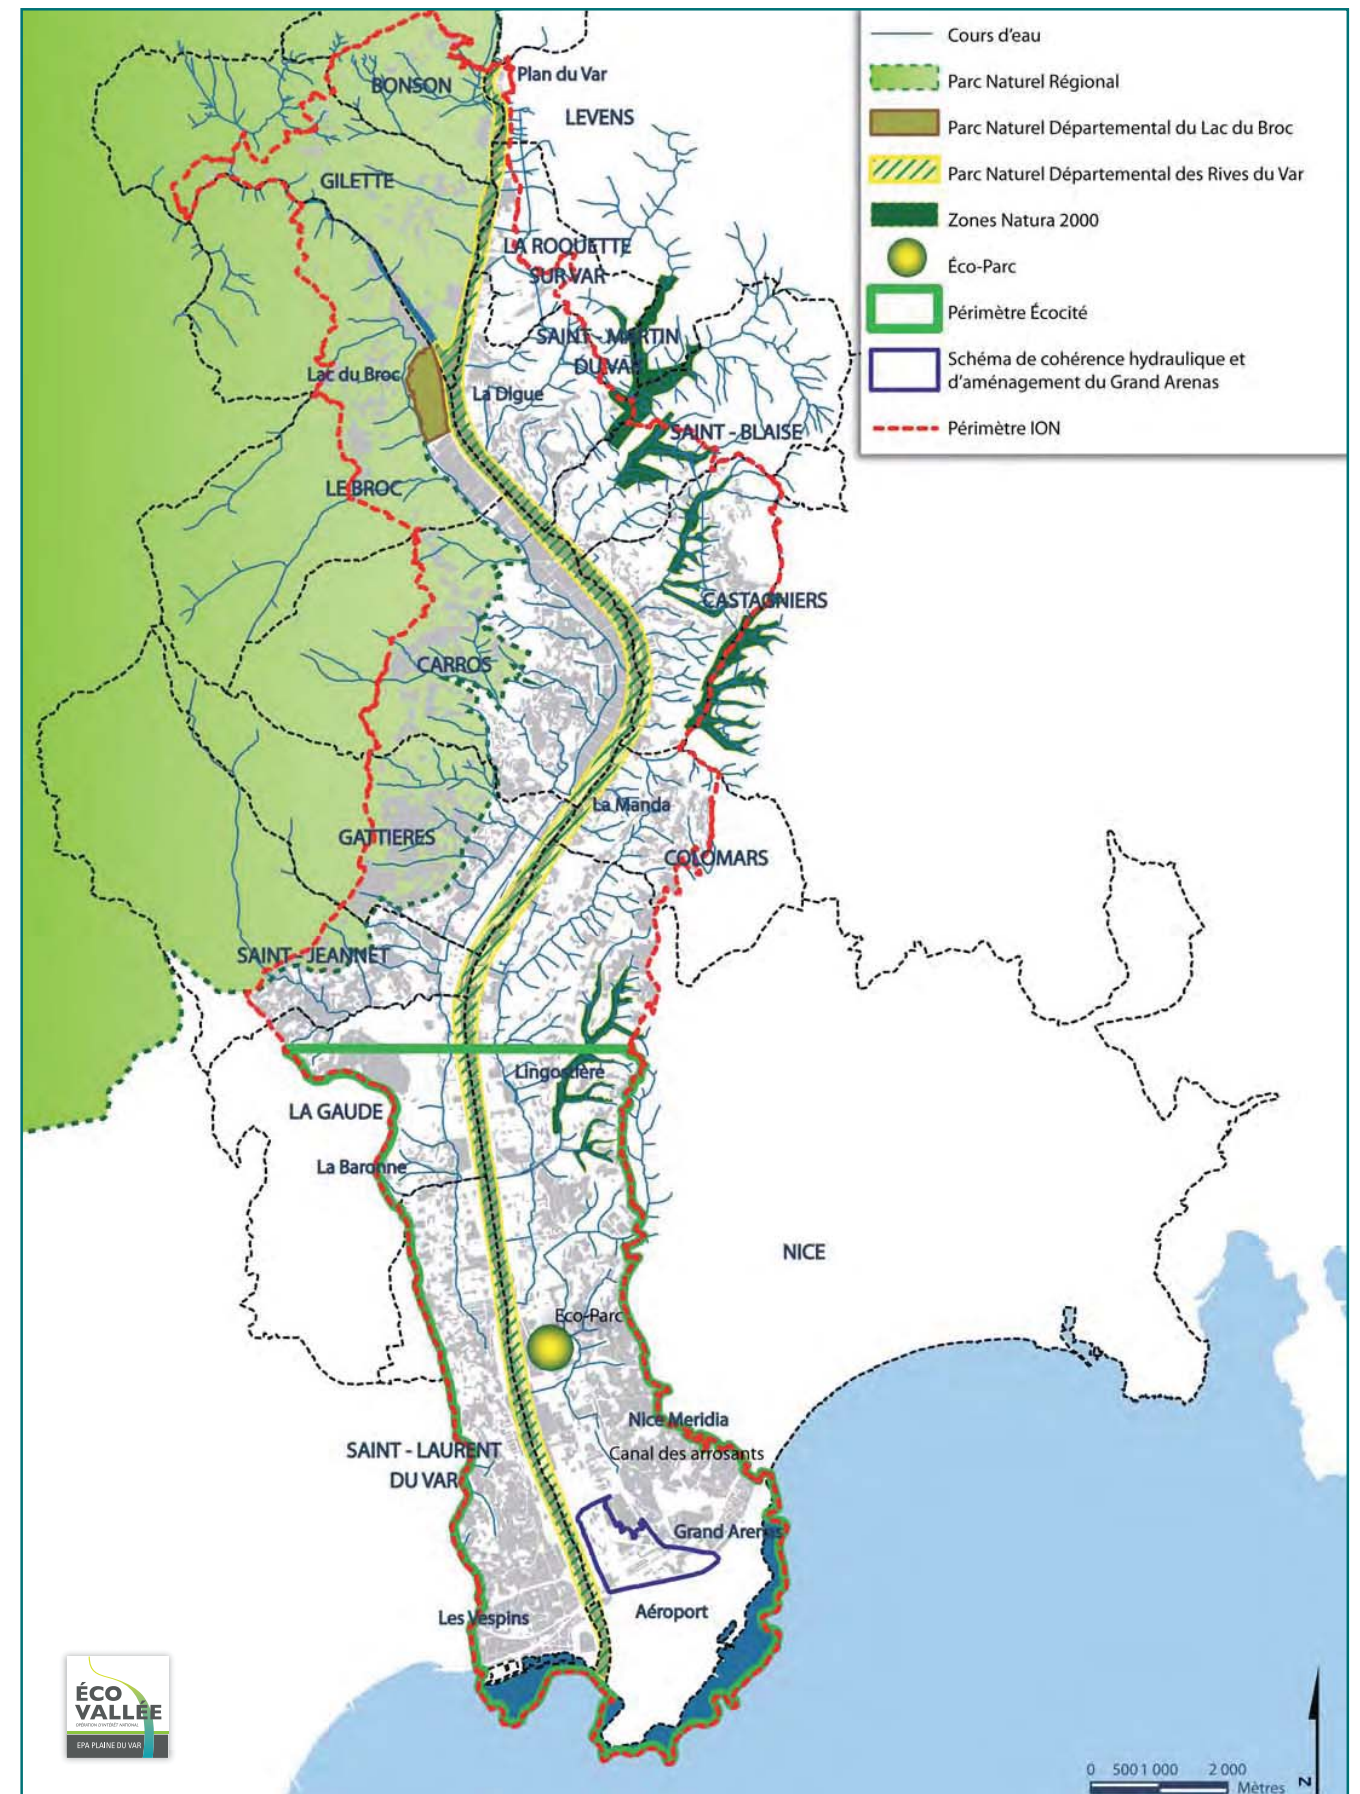 Cours d'eau
Parc Naturel Régional
Parc Naturel Départemental du Lac du Broc
Parc Naturel Départemental des Rives du Var
Zones Natura 2000
Éco-Parc
Périmètre Écocité
Schéma de cohérence hydraulique et
d'aménagement du Grand Arenas
Périmètre ION
Plan du Var
BONSON
LEVENS
GILETTE
LA ROQUETTE
SUR VAR
SAINT - MARTIN
DU VAR
Lac du Broc
La Digue
SAINT - BLAISE
LE BROC
CASTAGNIERS
CARROS
La Manda
GATTIERES
COLOMARS
SAINT - JEANNET
Lingostière
LA GAUDE
La Baronne
NICE
Eco-Parc
Nice Meridia
SAINT - LAURENT
DU VAR
Canal des arrosants
Grand Arenas
Aéroport
Les Vespins
ÉCO
VALLÉE
OPÉRATION D'INTÉRÊT NATIONAL
EPA PLAINE DU VAR
0 500 1 000 2 000
Mètres
N